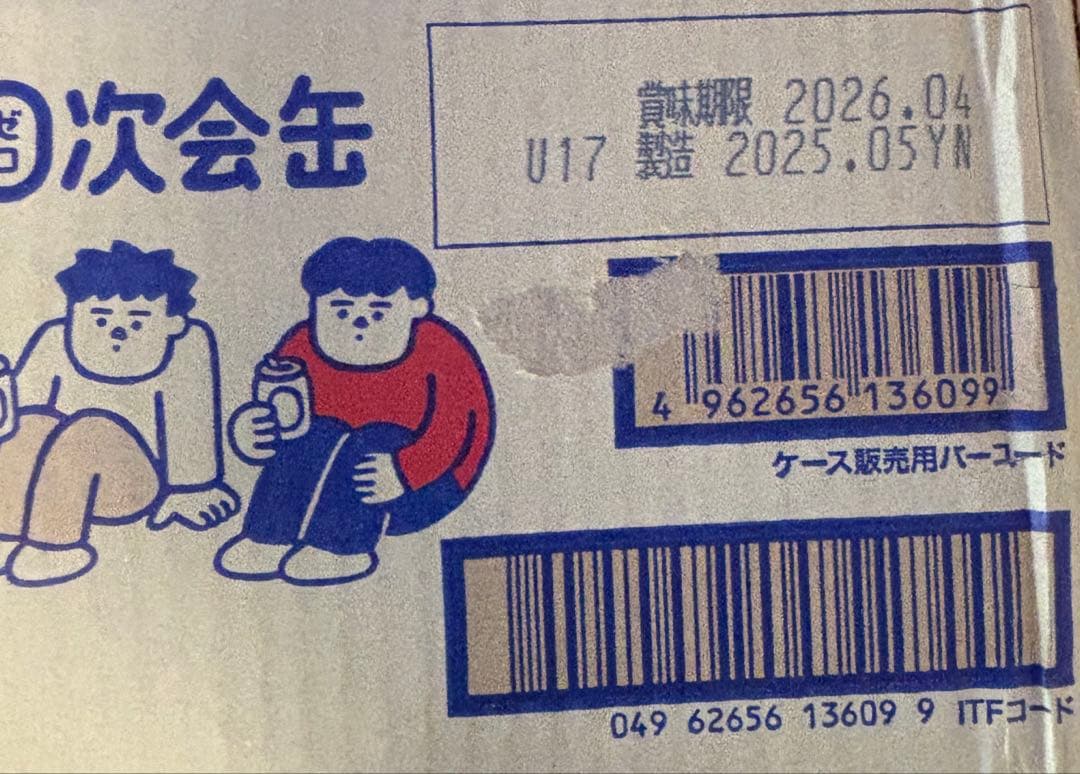 ゼロ次会缶
賞味期限 2026.04
U17 製造 2025.05YN
4 962656 136099
ケース販売用バーコード
049 62656 13609 9 ITFコード